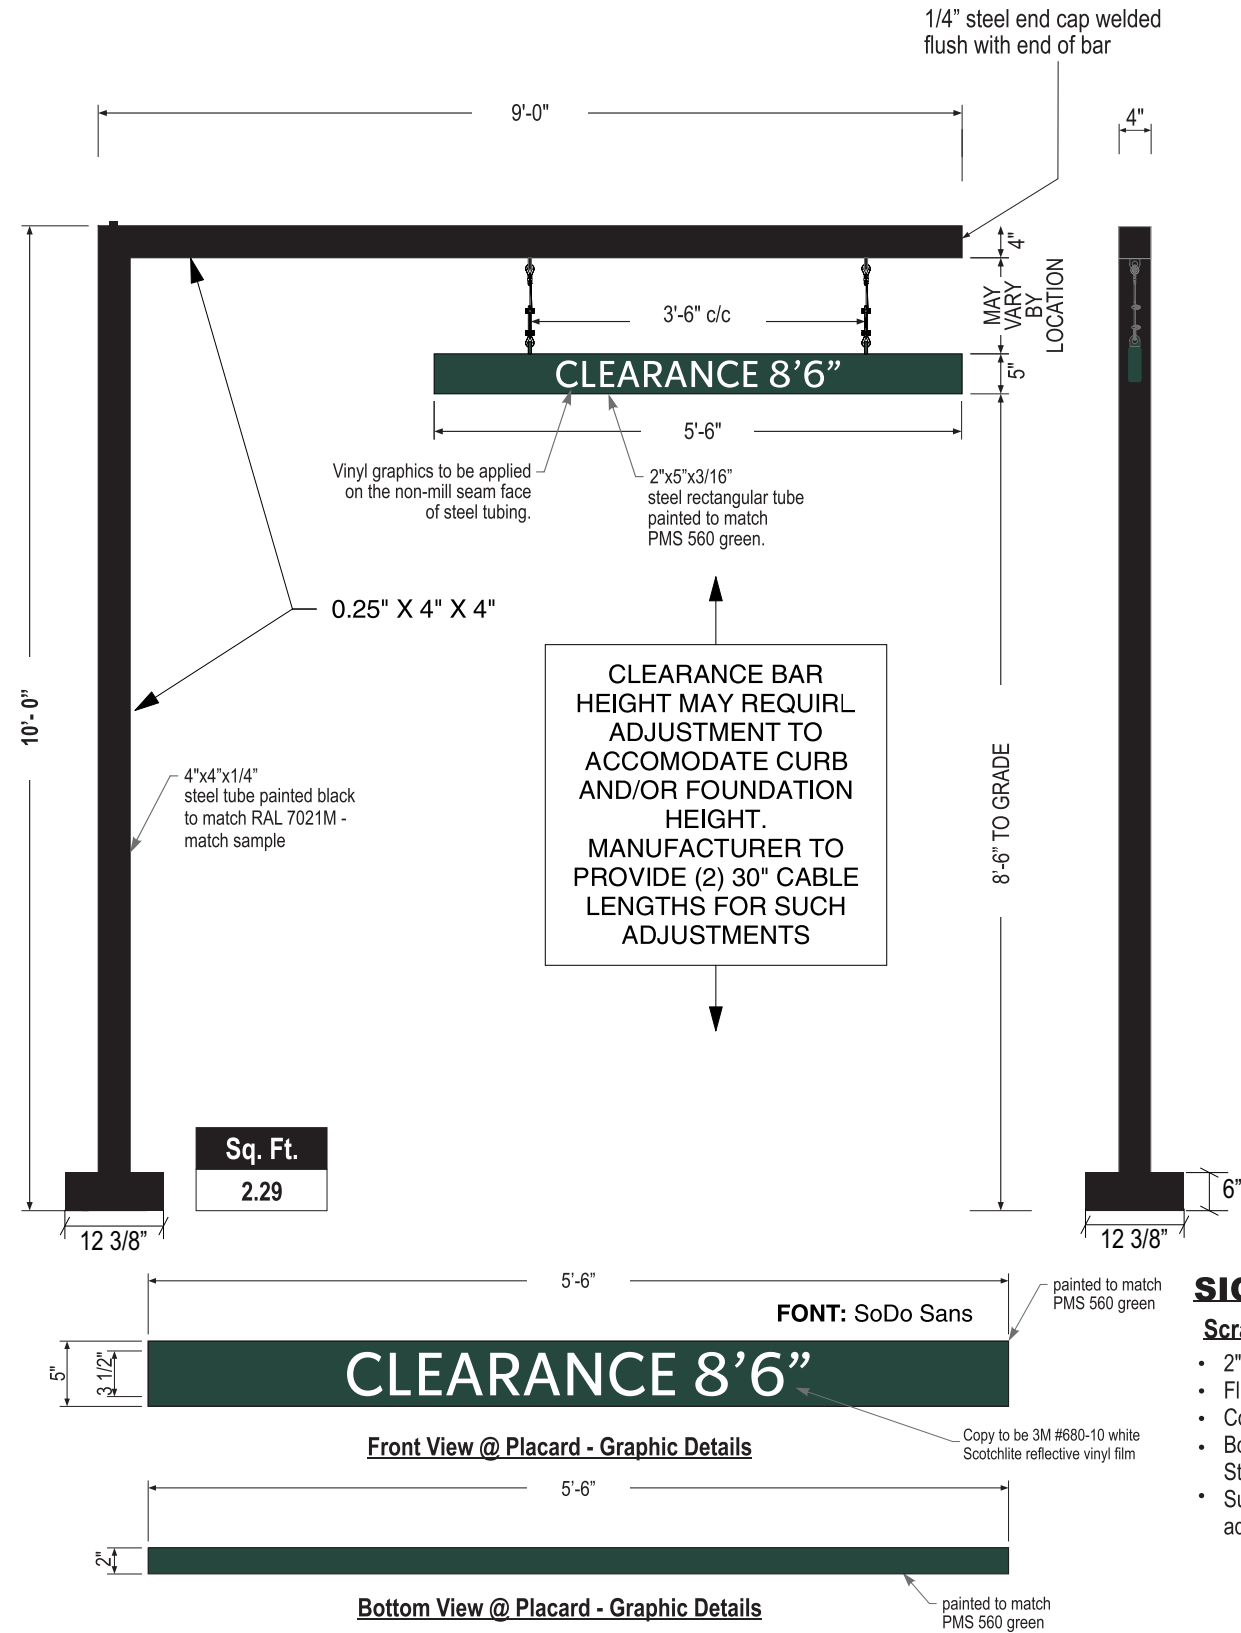 1/4” steel end cap welded
flush with end of bar
9'-0"
4"
4"
MAY
VARY
BY
LOCATION
3'-6" c/c
CLEARANCE 8’6”
5"
5'-6"
Vinyl graphics to be applied
on the non-mill seam face
of steel tubing.
2"x5”x3/16”
steel rectangular tube
painted to match
PMS 560 green.
0.25" X 4" X 4"
CLEARANCE BAR
HEIGHT MAY REQUIRL
ADJUSTMENT TO
ACCOMODATE CURB
AND/OR FOUNDATION
HEIGHT.
MANUFACTURER TO
PROVIDE (2) 30" CABLE
LENGTHS FOR SUCH
ADJUSTMENTS
10’- 0”
4"x4”x1/4”
steel tube painted black
to match RAL 7021M -
match sample
8’-6” TO GRADE
Sq. Ft.
2.29
12 3/8”
6”
12 3/8”
5’-6”
FONT: SoDo Sans
painted to match
PMS 560 green
5"
3 1/2"
CLEARANCE 8’6”
Front View @ Placard - Graphic Details
Copy to be 3M #680-10 white
Scotchlite reflective vinyl film
5’-6”
2"
Bottom View @ Placard - Graphic Details
painted to match
PMS 560 green
• 2"